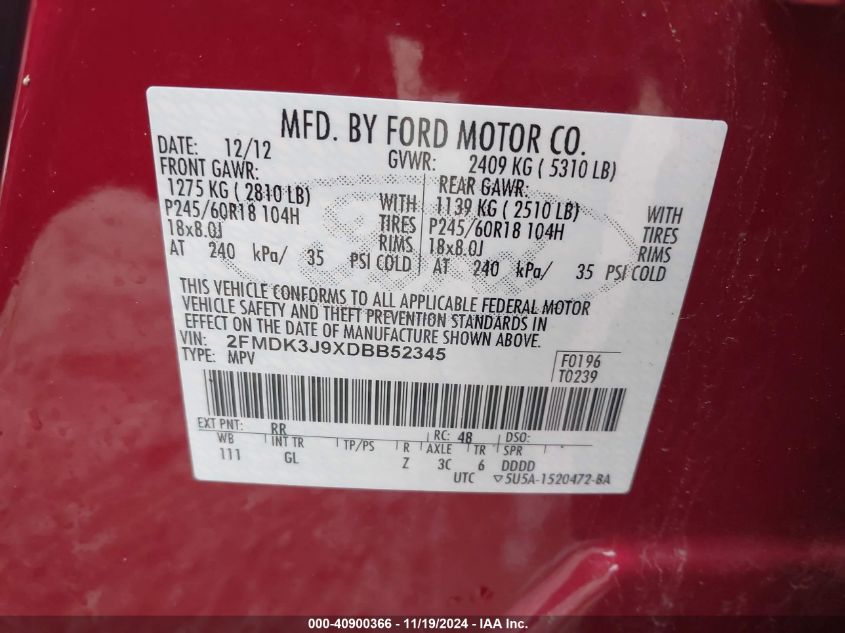 MFD. BY FORD MOTOR CO.
DATE: 12/12 GVWR: 2409 KG ( 5310 LB)
FRONT GAWR: REAR GAWR:
1275 KG ( 2810 LB) WITH 1139 KG ( 2510 LB) WITH
P245/60R18 104H TIRES P245/60R18 104H TIRES
18x8.0J RIMS 18x8.0J RIMS
AT 240 kPa/ 35 PSI COLD AT 240 kPa/ 35 PSI COLD
THIS VEHICLE CONFORMS TO ALL APPLICABLE FEDERAL MOTOR
VEHICLE SAFETY AND THEFT PREVENTION STANDARDS IN
EFFECT ON THE DATE OF MANUFACTURE SHOWN ABOVE.
VIN: 2FMDK3J9XDBB52345
TYPE: MPV F0196
T0239
EXT PNT: RR RC: 48 DSO:
WB INT TR TP/PS R AXLE TR SPR
111 GL Z 3C 6 DDDD
UTC ▽5U5A-1520472-BA
000-40900366 - 11/19/2024 - IAA Inc.